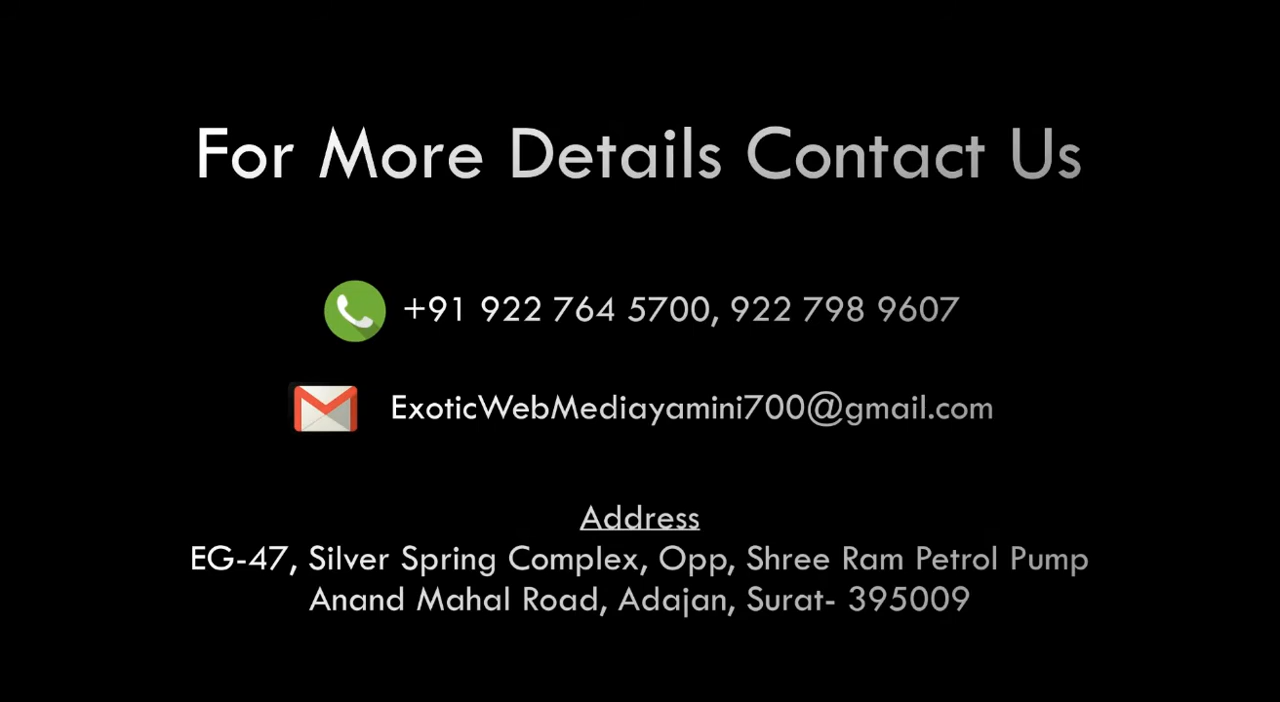 For More Details Contact Us
+91 922 764 5700, 922 798 9607
ExoticWebMediayamini700@gmail.com
Address
EG-47, Silver Spring Complex, Opp, Shree Ram Petrol Pump
Anand Mahal Road, Adajan, Surat- 395009